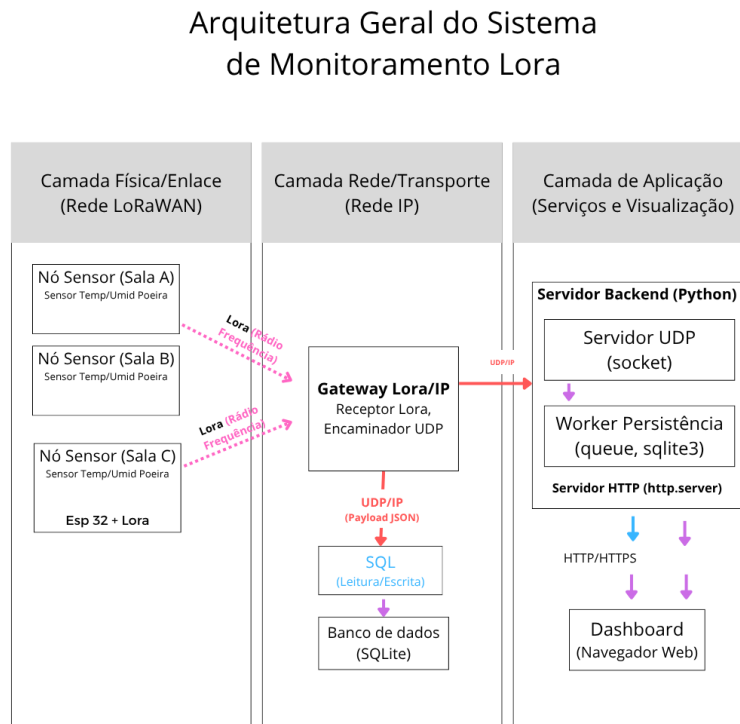 Arquitetura Geral do Sistema
de Monitoramento Lora
Camada Física/Enlace
(Rede LoRaWAN)
Nó Sensor (Sala A)
Sensor Temp/Umid Poeira
Nó Sensor (Sala B)
Sensor Temp/Umid Poeira
Nó Sensor (Sala C)
Sensor Temp/Umid Poeira
Esp 32 + Lora
Lora (Rádio
Frequência)
Lora (Rádio
Frequência)
Camada Rede/Transporte
(Rede IP)
Gateway Lora/IP
Receptor Lora,
Encaminador UDP
UDP/IP
(Payload JSON)
SQL
(Leitura/Escrita)
Banco de dados
(SQLite)
UDP/IP
Camada de Aplicação
(Serviços e Visualização)
Servidor Backend (Python)
Servidor UDP
(socket)
Worker Persistência
(queue, sqlite3)
Servidor HTTP (http.server)
HTTP/HTTPS
Dashboard
(Navegador Web)